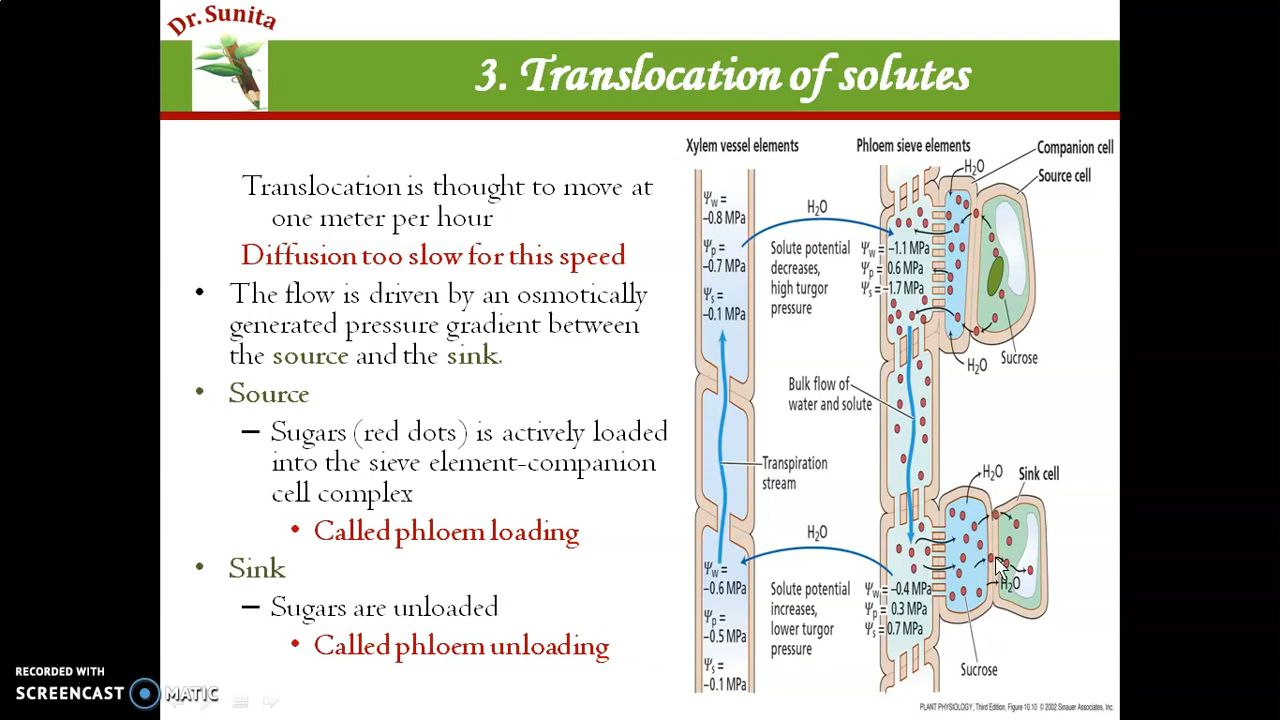 Dr. Sunita
3. Translocation of solutes
Translocation is thought to move at
one meter per hour
Diffusion too slow for this speed
• The flow is driven by an osmotically
generated pressure gradient between
the source and the sink.
• Source
– Sugars (red dots) is actively loaded
into the sieve element-companion
cell complex
• Called phloem loading
• Sink
– Sugars are unloaded
• Called phloem unloading
Xylem vessel elements
Phloem sieve elements
Companion cell
Source cell
H₂O
Ψw =
–0.8 MPa
Ψp =
–0.7 MPa
Ψs =
–0.1 MPa
H₂O
Solute potential
decreases,
high turgor
pressure
Ψw = –1.1 MPa
Ψp = 0.6 MPa
Ψs = –1.7 MPa
H₂O
Sucrose
Bulk flow of
water and solute
Transpiration
stream
H₂O
Sink cell
H₂O
Ψw =
–0.6 MPa
Ψp =
–0.5 MPa
Ψs =
–0.1 MPa
Solute potential
increases,
lower turgor
pressure
Ψw = –0.4 MPa
Ψp = 0.3 MPa
Ψs = 0.7 MPa
H₂O
Sucrose
PLANT PHYSIOLOGY, Third Edition, Figure 10.10 © 2002 Sinauer Associates, Inc.
RECORDED WITH
SCREENCAST MATIC